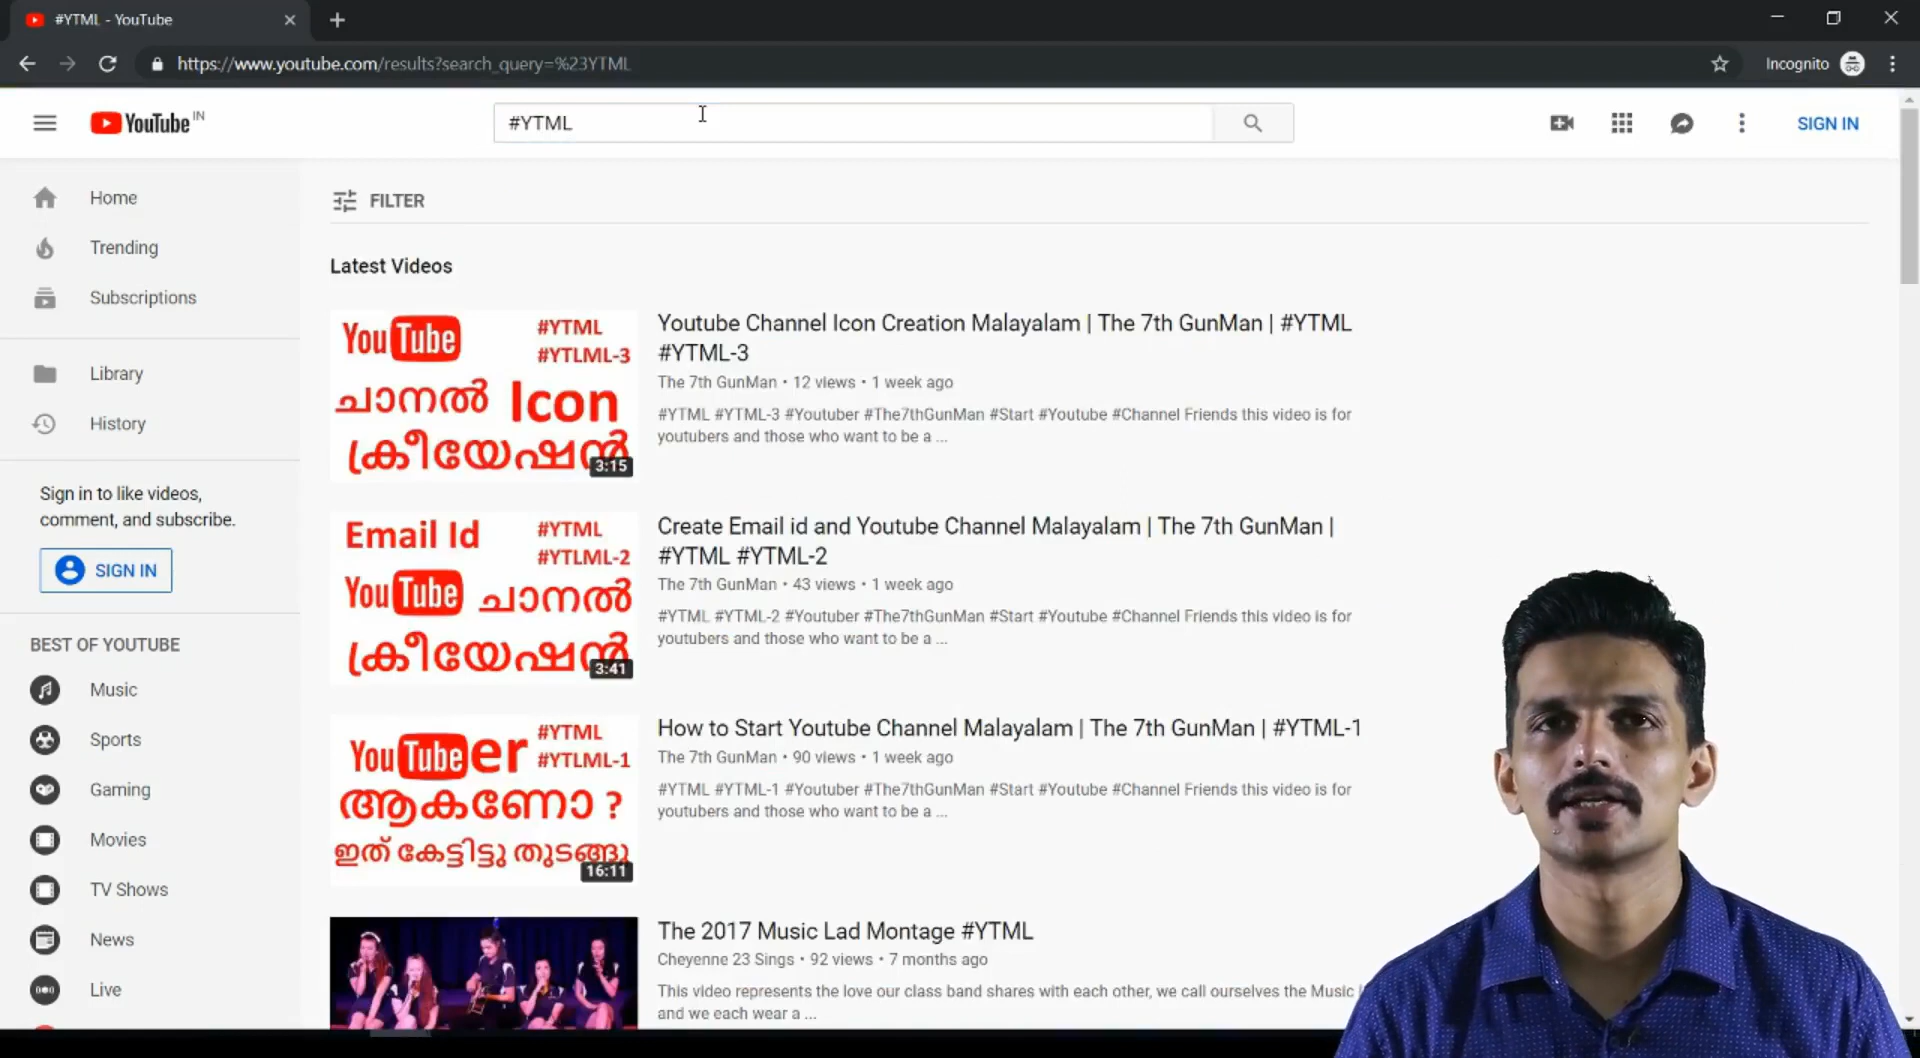 #YTML - YouTube
https://www.youtube.com/results?search_query=%23YTML
Incognito
YouTube IN
#YTML
SIGN IN
Home
Trending
Subscriptions
Library
History
Sign in to like videos,
comment, and subscribe.
SIGN IN
BEST OF YOUTUBE
Music
Sports
Gaming
Movies
TV Shows
News
Live
FILTER
Latest Videos
YouTube
#YTML
#YTLML-3
ചാനൽ Icon
ക്രീയേഷൻ
3:15
Youtube Channel Icon Creation Malayalam | The 7th GunMan | #YTML
#YTML-3
The 7th GunMan • 12 views • 1 week ago
#YTML #YTML-3 #Youtuber #The7thGunMan #Start #Youtube #Channel Friends this video is for
youtubers and those who want to be a ...
Email Id
#YTML
#YTLML-2
YouTube ചാനൽ
ക്രീയേഷൻ
3:41
Create Email id and Youtube Channel Malayalam | The 7th GunMan |
#YTML #YTML-2
The 7th GunMan • 43 views • 1 week ago
#YTML #YTML-2 #Youtuber #The7thGunMan #Start #Youtube #Channel Friends this video is for
youtubers and those who want to be a ...
YouTuber
#YTML
#YTLML-1
ആകണോ ?
ഇത് കേട്ടിട്ടു തുടങ്ങു
16:11
How to Start Youtube Channel Malayalam | The 7th GunMan | #YTML-1
The 7th GunMan • 90 views • 1 week ago
#YTML #YTML-1 #Youtuber #The7thGunMan #Start #Youtube #Channel Friends this video is for
youtubers and those who want to be a ...
The 2017 Music Lad Montage #YTML
Cheyenne 23 Sings • 92 views • 7 months ago
This video represents the love our class band shares with each other, we call ourselves the Music
and we each wear a ...